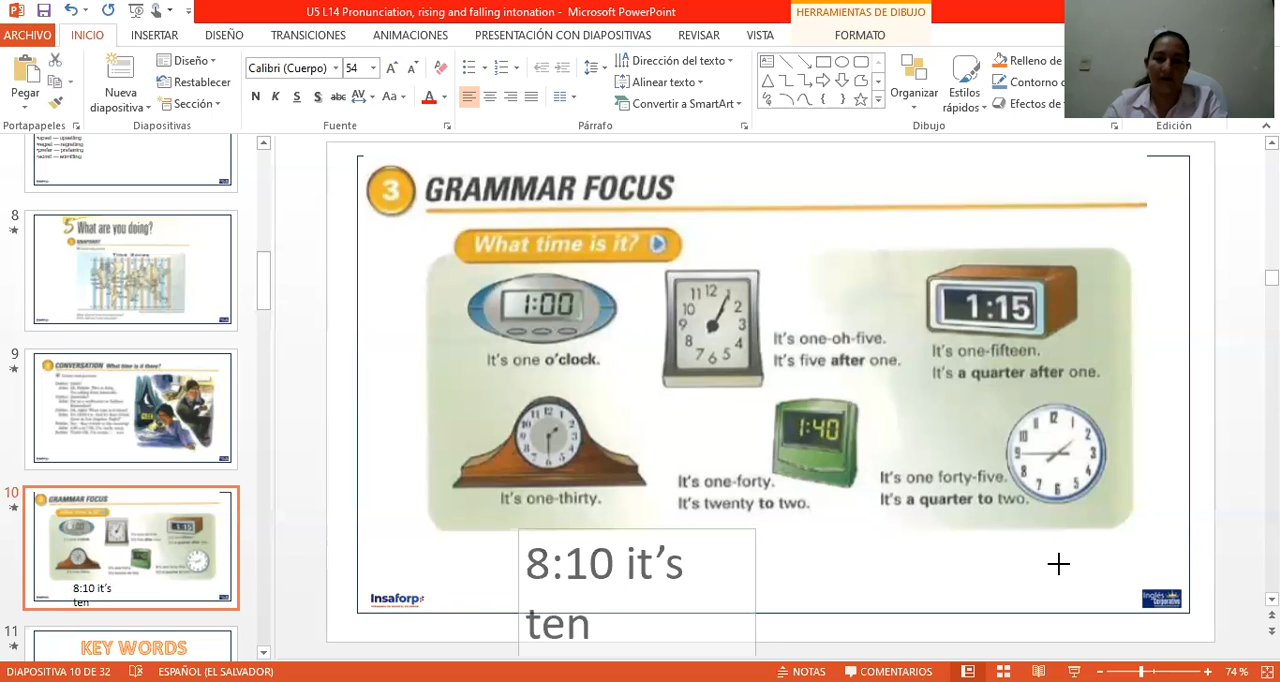 U5 L14 Pronunciation, rising and falling intonation - Microsoft PowerPoint
HERRAMIENTAS DE DIBUJO
ARCHIVO INICIO INSERTAR DISEÑO TRANSICIONES ANIMACIONES PRESENTACIÓN CON DIAPOSITIVAS REVISAR VISTA FORMATO
Pegar
Nueva
diapositiva
Diseño
Restablecer
Sección
Calibri (Cuerpo) 54
N K S S abc AV Aa A
Dirección del texto
Alinear texto
Convertir a SmartArt
Organizar
Estilos
rápidos
Relleno de
Contorno
Efectos de
Portapapeles Diapositivas Fuente Párrafo Dibujo Edición
8
5 What are you doing?
9
CONVERSATION What time is it there?
10
GRAMMAR FOCUS
8:10 it's
ten
11
KEY WORDS
3 GRAMMAR FOCUS
What time is it?
1:00
It's one o'clock.
It's one-oh-five.
It's five after one.
1:15
It's one-fifteen.
It's a quarter after one.
It's one-thirty.
1:40
It's one-forty.
It's twenty to two.
It's one forty-five.
It's a quarter to two.
8:10 it's
ten
Insaforp
Inglés
Corporativo
DIAPOSITIVA 10 DE 32 ESPAÑOL (EL SALVADOR) NOTAS COMENTARIOS 74 %